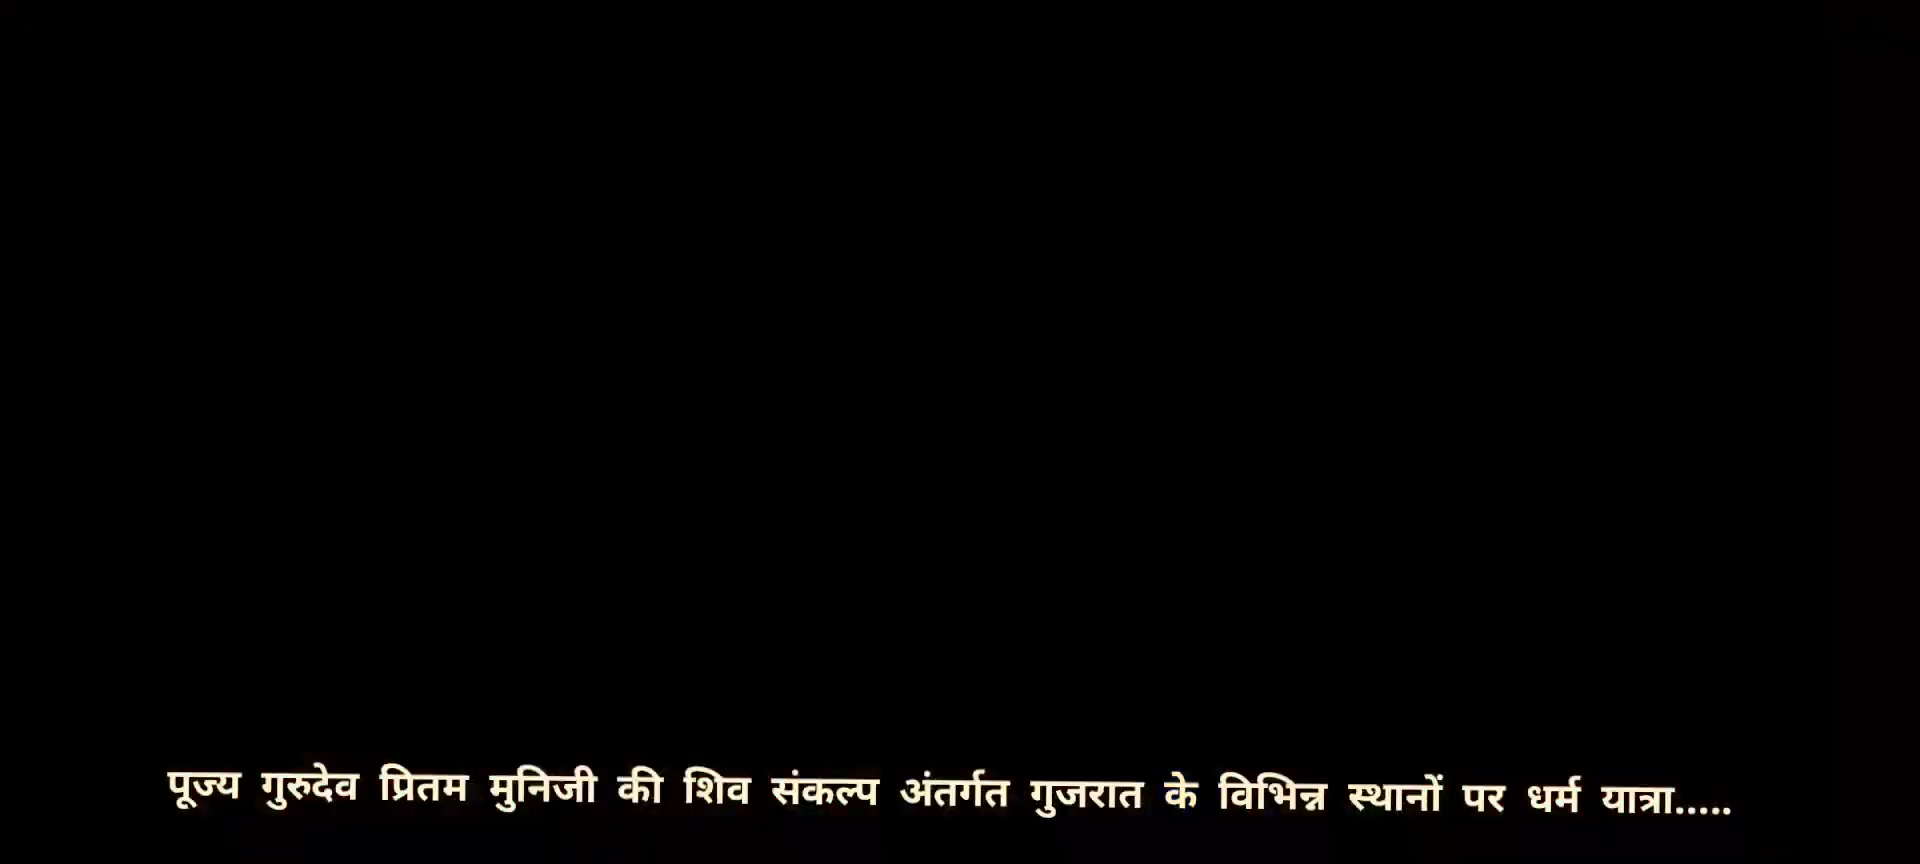 पूज्य गुरुदेव प्रितम मुनिजी की शिव संकल्प अंतर्गत गुजरात के विभिन्न स्थानों पर धर्म यात्रा.....